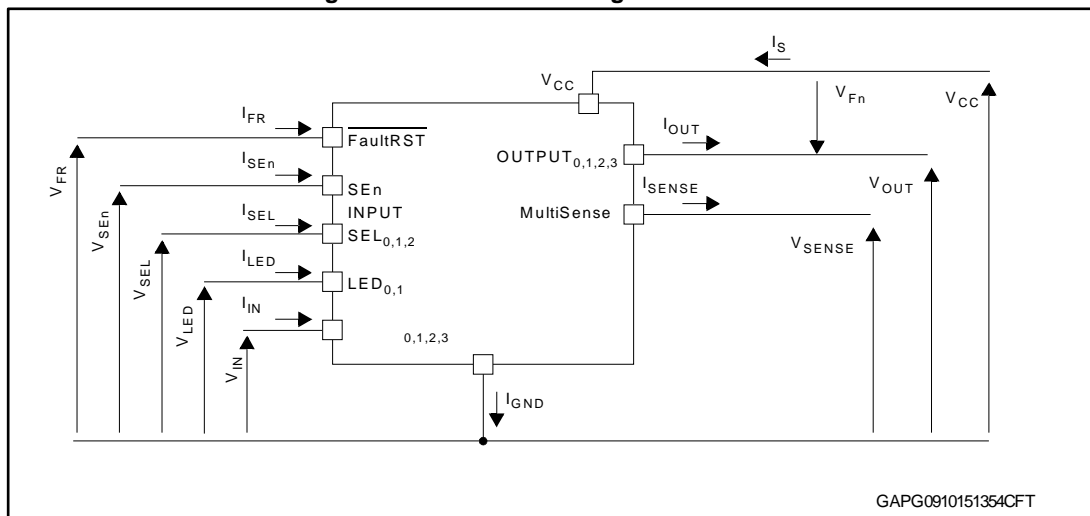 I_S
V_CC
V_Fn
V_CC
I_FR
FaultRST
I_OUT
OUTPUT_0,1,2,3
V_FR
I_SEn
SEn
I_SENSE
V_OUT
V_SEn
INPUT
MultiSense
I_SEL
SEL_0,1,2
V_SENSE
V_SEL
I_LED
LED_0,1
V_LED
I_IN
0,1,2,3
V_IN
I_GND
GAPG0910151354CFT